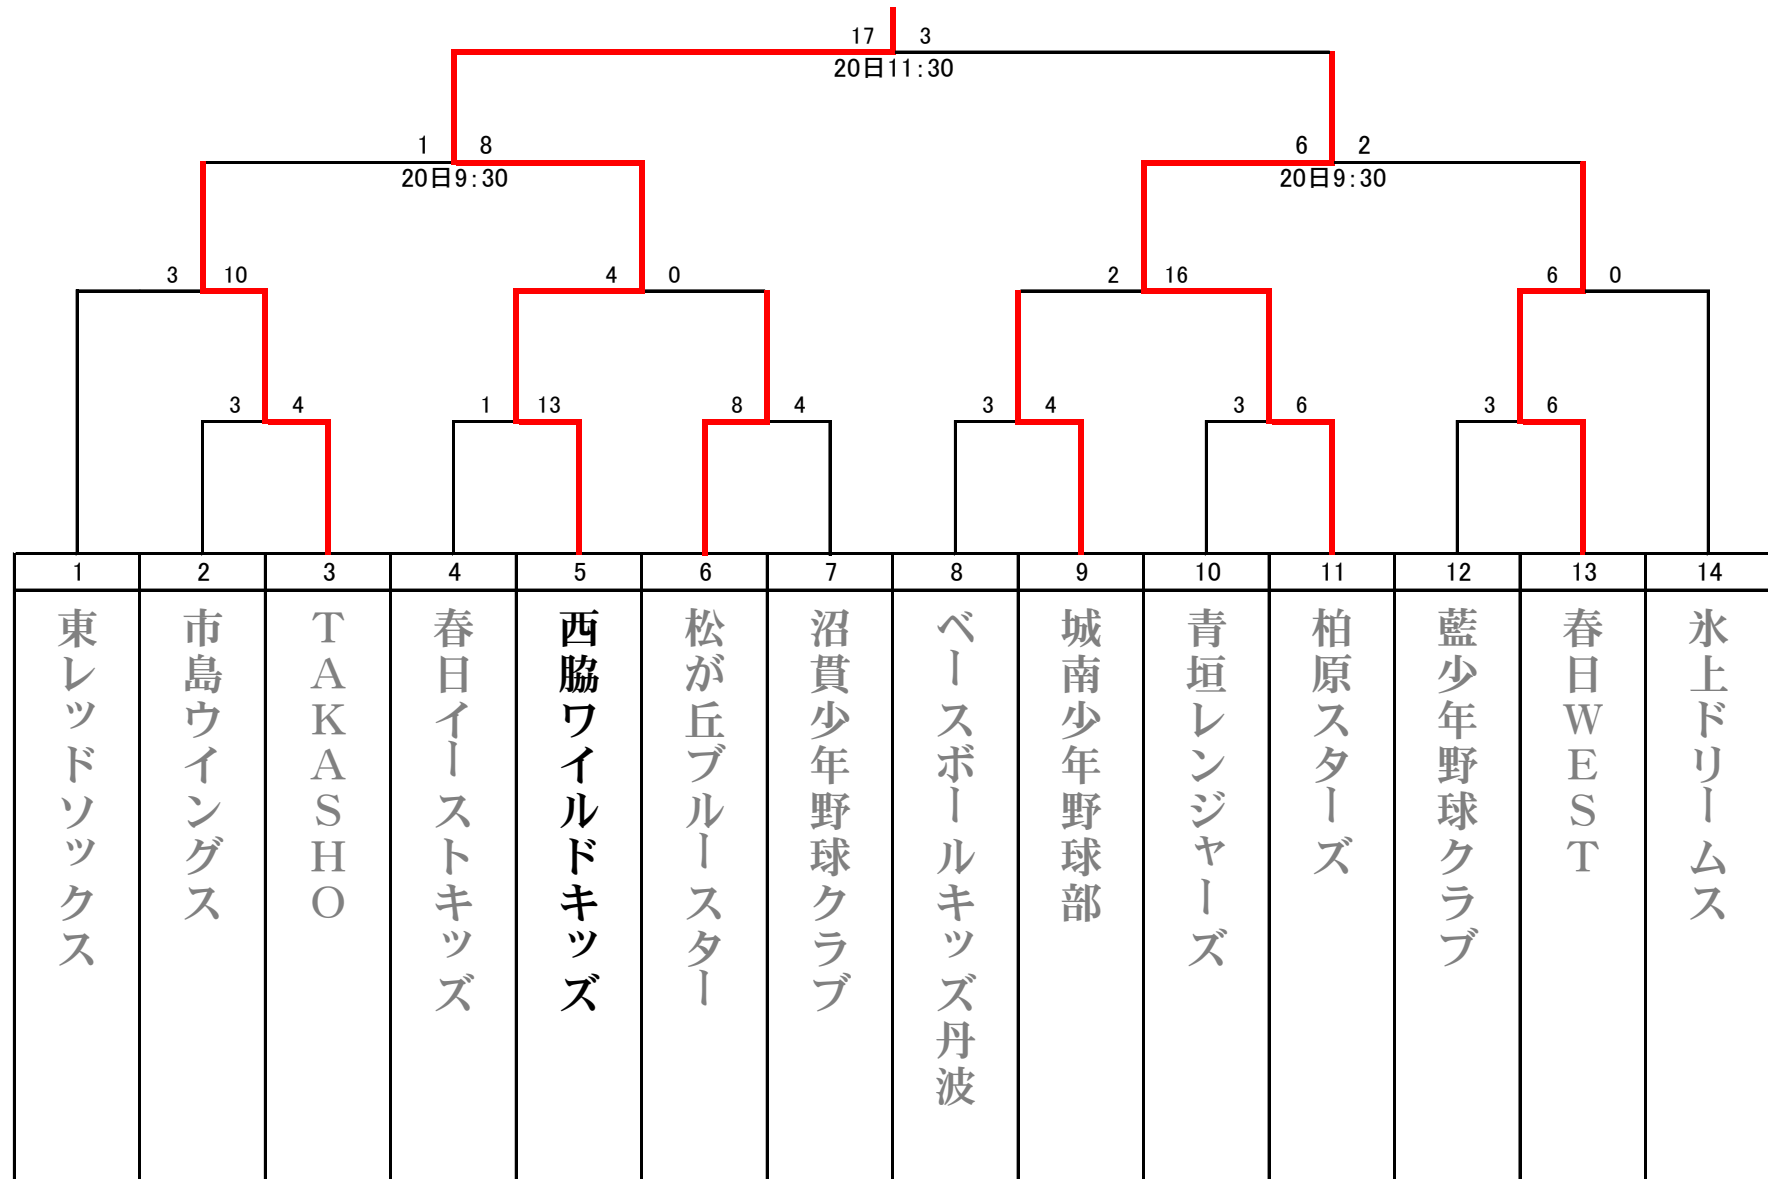 17 3
20日11:30
1 8
6 2
20日9:30
20日9:30
3 10
4 0
2 16
6 0
3 4
1 13
8 4
3 4
3 6
3 6
1 2 3 4 5 6 7 8 9 10 11 12 13 14
東レッドソックス
市島ウイングス
TAKASHO
春日イーストキッズ
西脇ワイルドキッズ
松が丘ブルースター
沼貫少年野球クラブ
ベースボールキッズ丹波
城南少年野球部
青垣レンジャーズ
柏原スターズ
藍少年野球クラブ
春日WEST
氷上ドリームス